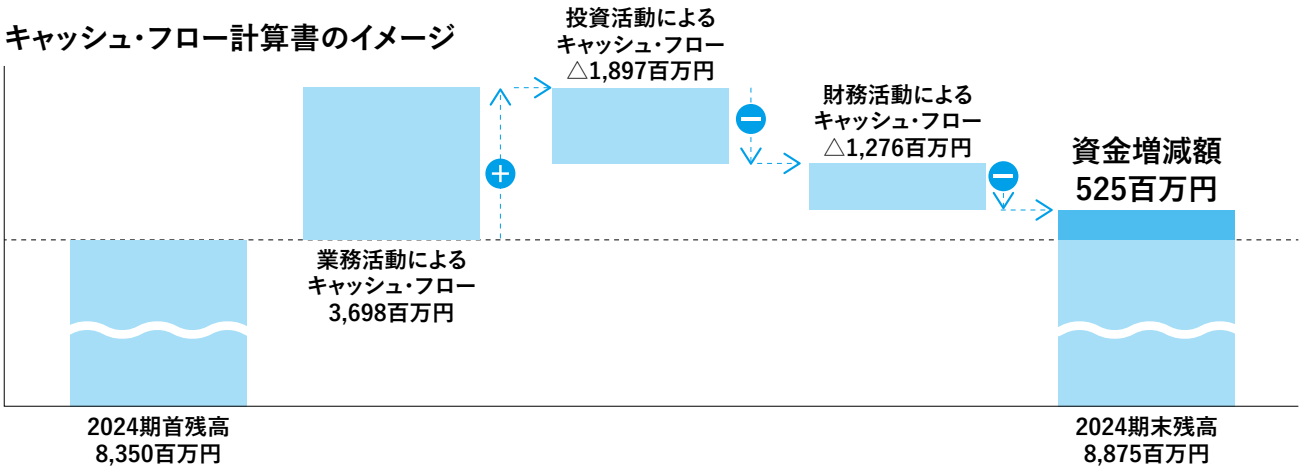 キャッシュ・フロー計算書のイメージ
投資活動による
キャッシュ・フロー
△1,897百万円
財務活動による
キャッシュ・フロー
△1,276百万円
資金増減額
525百万円
業務活動による
キャッシュ・フロー
3,698百万円
2024期首残高
8,350百万円
2024期末残高
8,875百万円